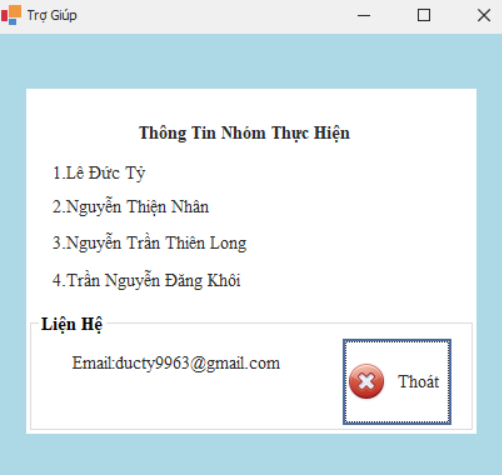 Trợ Giúp
Thông Tin Nhóm Thực Hiện
1.Lê Đức Tỷ
2.Nguyễn Thiện Nhân
3.Nguyễn Trần Thiên Long
4.Trần Nguyễn Đăng Khôi
Liện Hệ
Email:ducty9963@gmail.com
Thoát